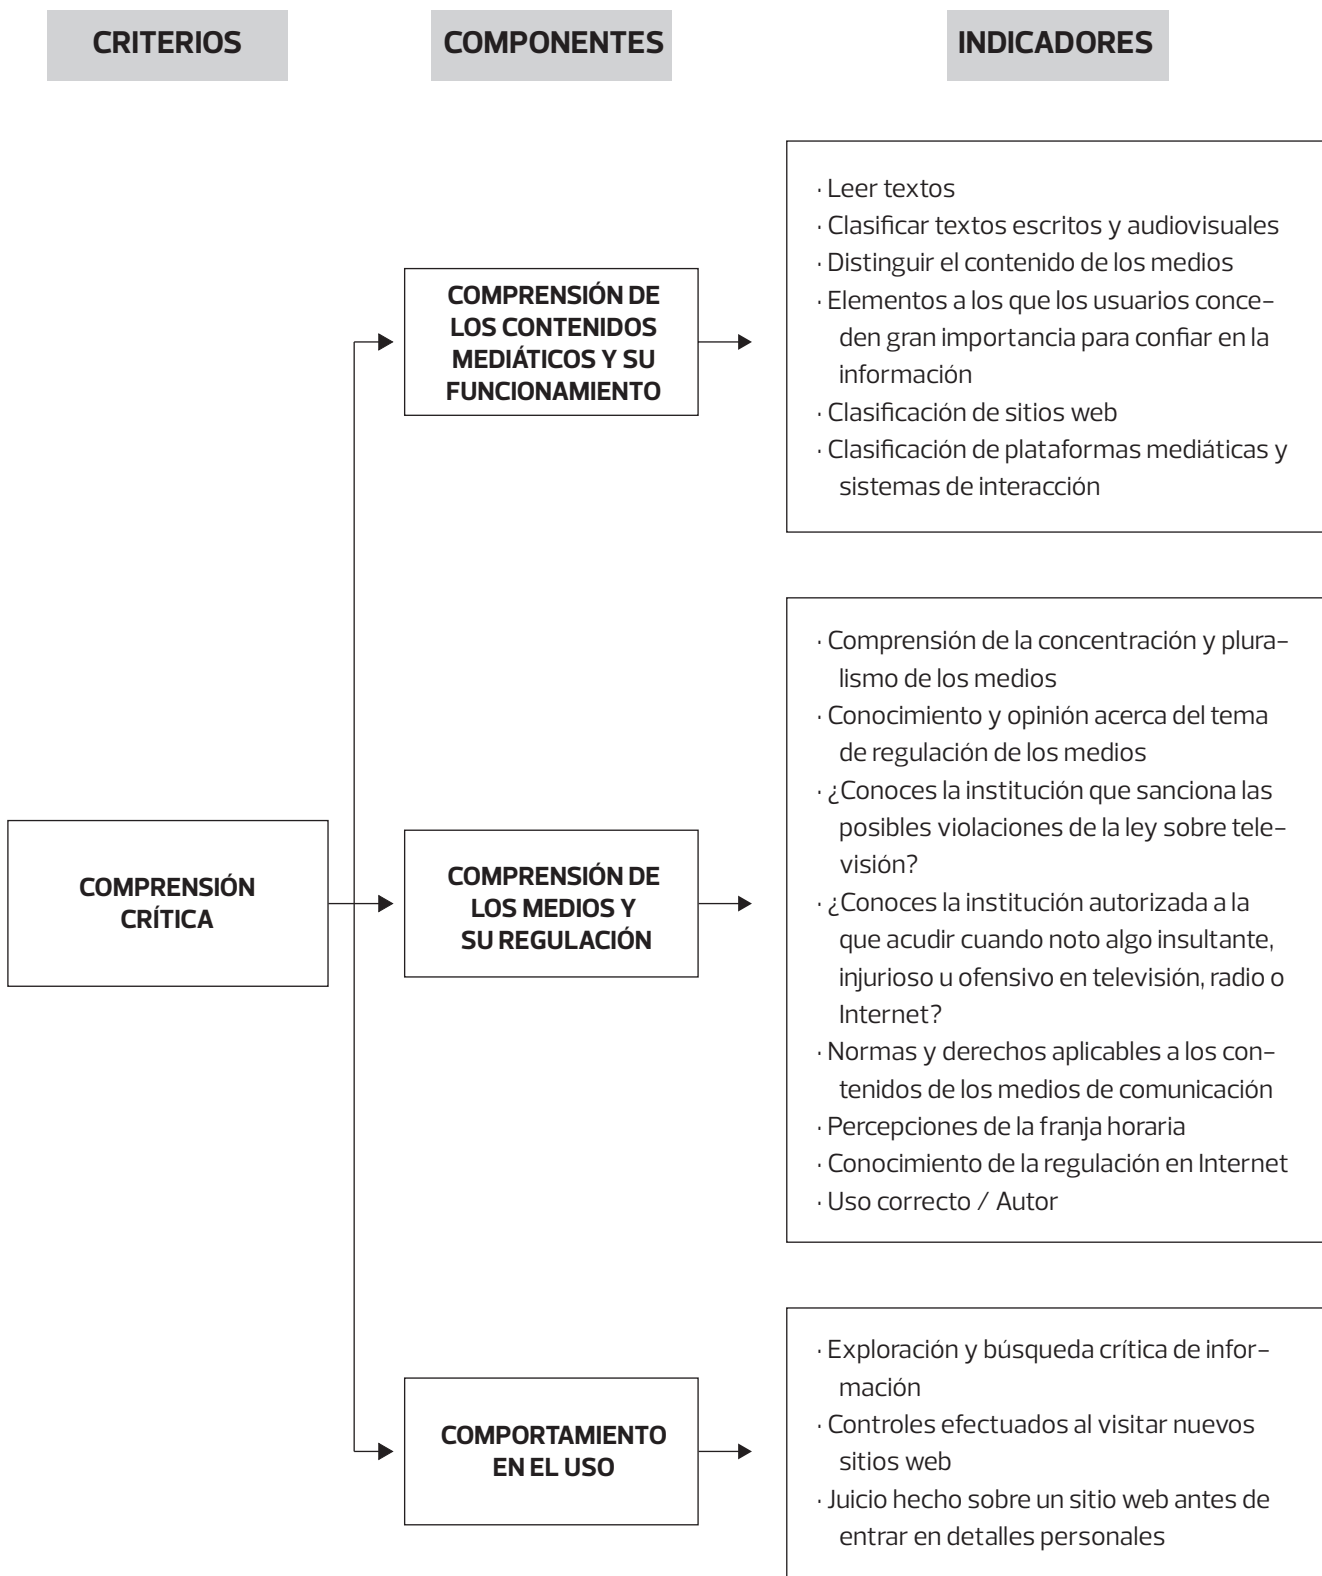 CRITERIOS
COMPONENTES
INDICADORES
COMPRENSIÓN
CRÍTICA
COMPRENSIÓN DE
LOS CONTENIDOS
MEDIÁTICOS Y SU
FUNCIONAMIENTO
· Leer textos
· Clasificar textos escritos y audiovisuales
· Distinguir el contenido de los medios
· Elementos a los que los usuarios conce-
den gran importancia para confiar en la
información
· Clasificación de sitios web
· Clasificación de plataformas mediáticas y
sistemas de interacción
COMPRENSIÓN DE
LOS MEDIOS Y
SU REGULACIÓN
· Comprensión de la concentración y plura-
lismo de los medios
· Conocimiento y opinión acerca del tema
de regulación de los medios
· ¿Conoces la institución que sanciona las
posibles violaciones de la ley sobre tele-
visión?
· ¿Conoces la institución autorizada a la
que acudir cuando noto algo insultante,
injurioso u ofensivo en televisión, radio o
Internet?
· Normas y derechos aplicables a los con-
tenidos de los medios de comunicación
· Percepciones de la franja horaria
· Conocimiento de la regulación en Internet
· Uso correcto / Autor
COMPORTAMIENTO
EN EL USO
· Exploración y búsqueda crítica de infor-
mación
· Controles efectuados al visitar nuevos
sitios web
· Juicio hecho sobre un sitio web antes de
entrar en detalles personales